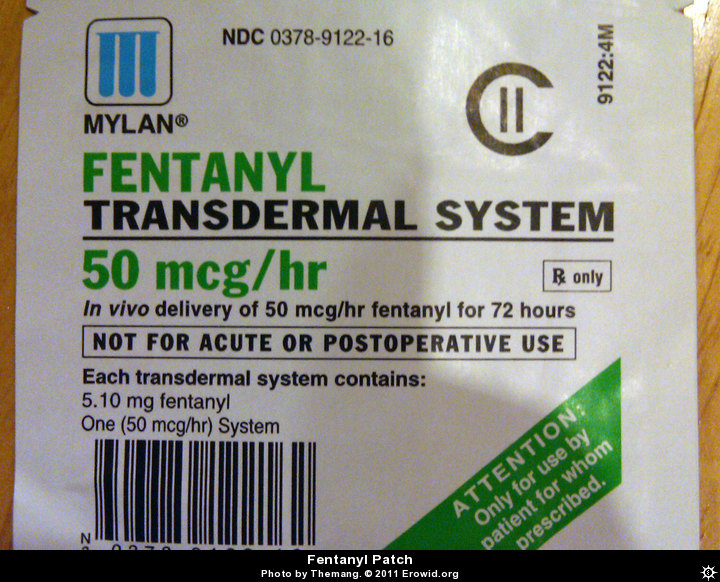 NDC 0378-9122-16
9122:4M
MYLAN®
CII
FENTANYL
TRANSDERMAL SYSTEM
50 mcg/hr
℞ only
In vivo delivery of 50 mcg/hr fentanyl for 72 hours
NOT FOR ACUTE OR POSTOPERATIVE USE
Each transdermal system contains:
5.10 mg fentanyl
One (50 mcg/hr) System
ATTENTION:
Only for use by
patient for whom
prescribed.
N
Fentanyl Patch
Photo by Themang. © 2011 Erowid.org